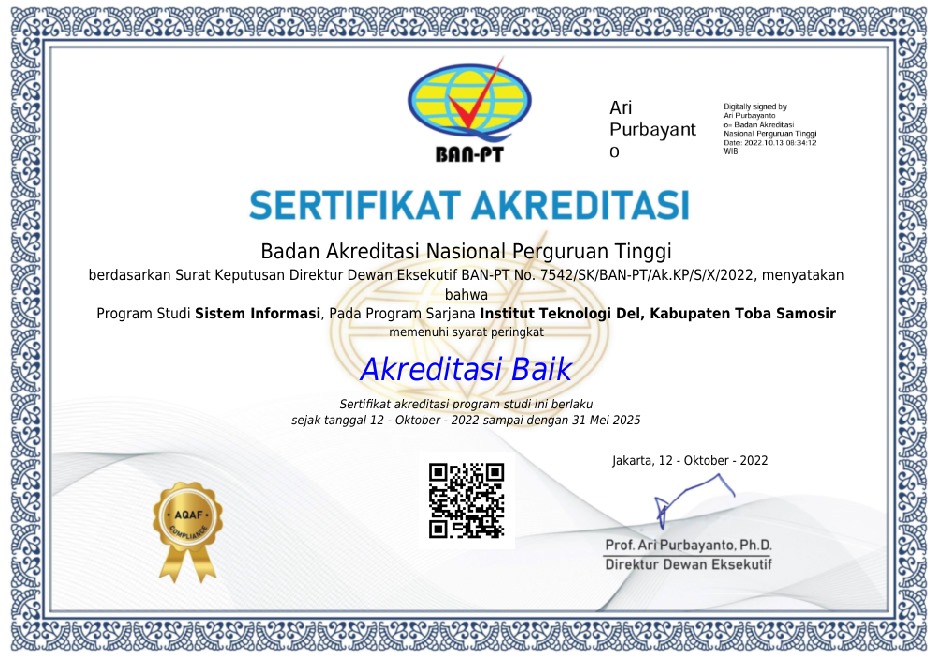 BAN-PT
Ari
Purbayant
o
Digitally signed by
Ari Purbayanto
o= Badan Akreditasi
Nasional Perguruan Tinggi
Date: 2022.10.13 08:34:12
WIB
SERTIFIKAT AKREDITASI
Badan Akreditasi Nasional Perguruan Tinggi
berdasarkan Surat Keputusan Direktur Dewan Eksekutif BAN-PT No. 7542/SK/BAN-PT/Ak.KP/S/X/2022, menyatakan
bahwa
Program Studi Sistem Informasi, Pada Program Sarjana Institut Teknologi Del, Kabupaten Toba Samosir
memenuhi syarat peringkat
Akreditasi Baik
Sertifikat akreditasi program studi ini berlaku
sejak tanggal 12 - Oktober - 2022 sampai dengan 31 Mei 2025
Jakarta, 12 - Oktober - 2022
AQAF
COMPLIANCE
Prof. Ari Purbayanto, Ph.D.
Direktur Dewan Eksekutif